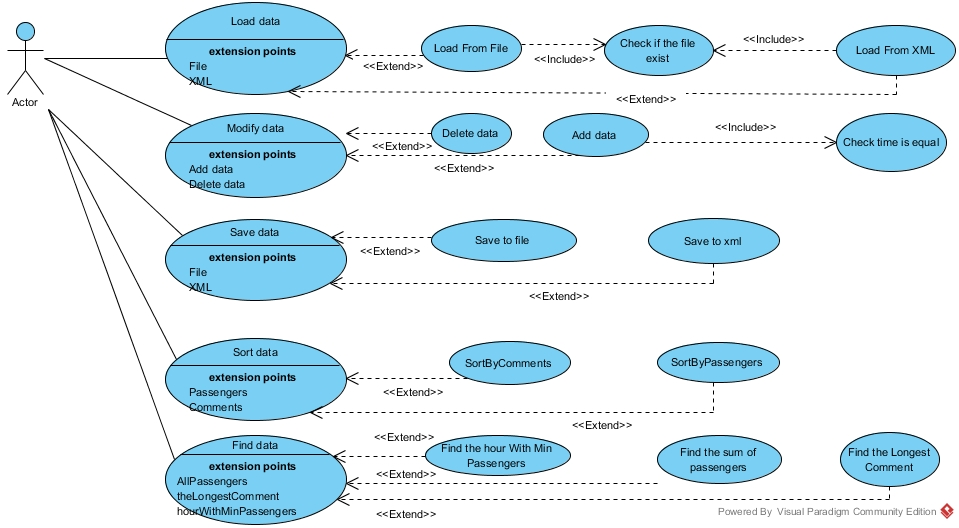 Actor
Load data
extension points
File
XML
<<Extend>>
Load From File
<<Include>>
Check if the file
exist
<<Include>>
Load From XML
<<Extend>>
Modify data
extension points
Add data
Delete data
<<Extend>>
Delete data
<<Extend>>
Add data
<<Include>>
Check time is equal
Save data
extension points
File
XML
<<Extend>>
Save to file
<<Extend>>
Save to xml
Sort data
extension points
Passengers
Comments
<<Extend>>
SortByComments
<<Extend>>
SortByPassengers
Find data
extension points
AllPassengers
theLongestComment
hourWithMinPassengers
<<Extend>>
Find the hour With Min
Passengers
<<Extend>>
Find the sum of
passengers
<<Extend>>
Find the Longest
Comment
Powered By Visual Paradigm Community Edition